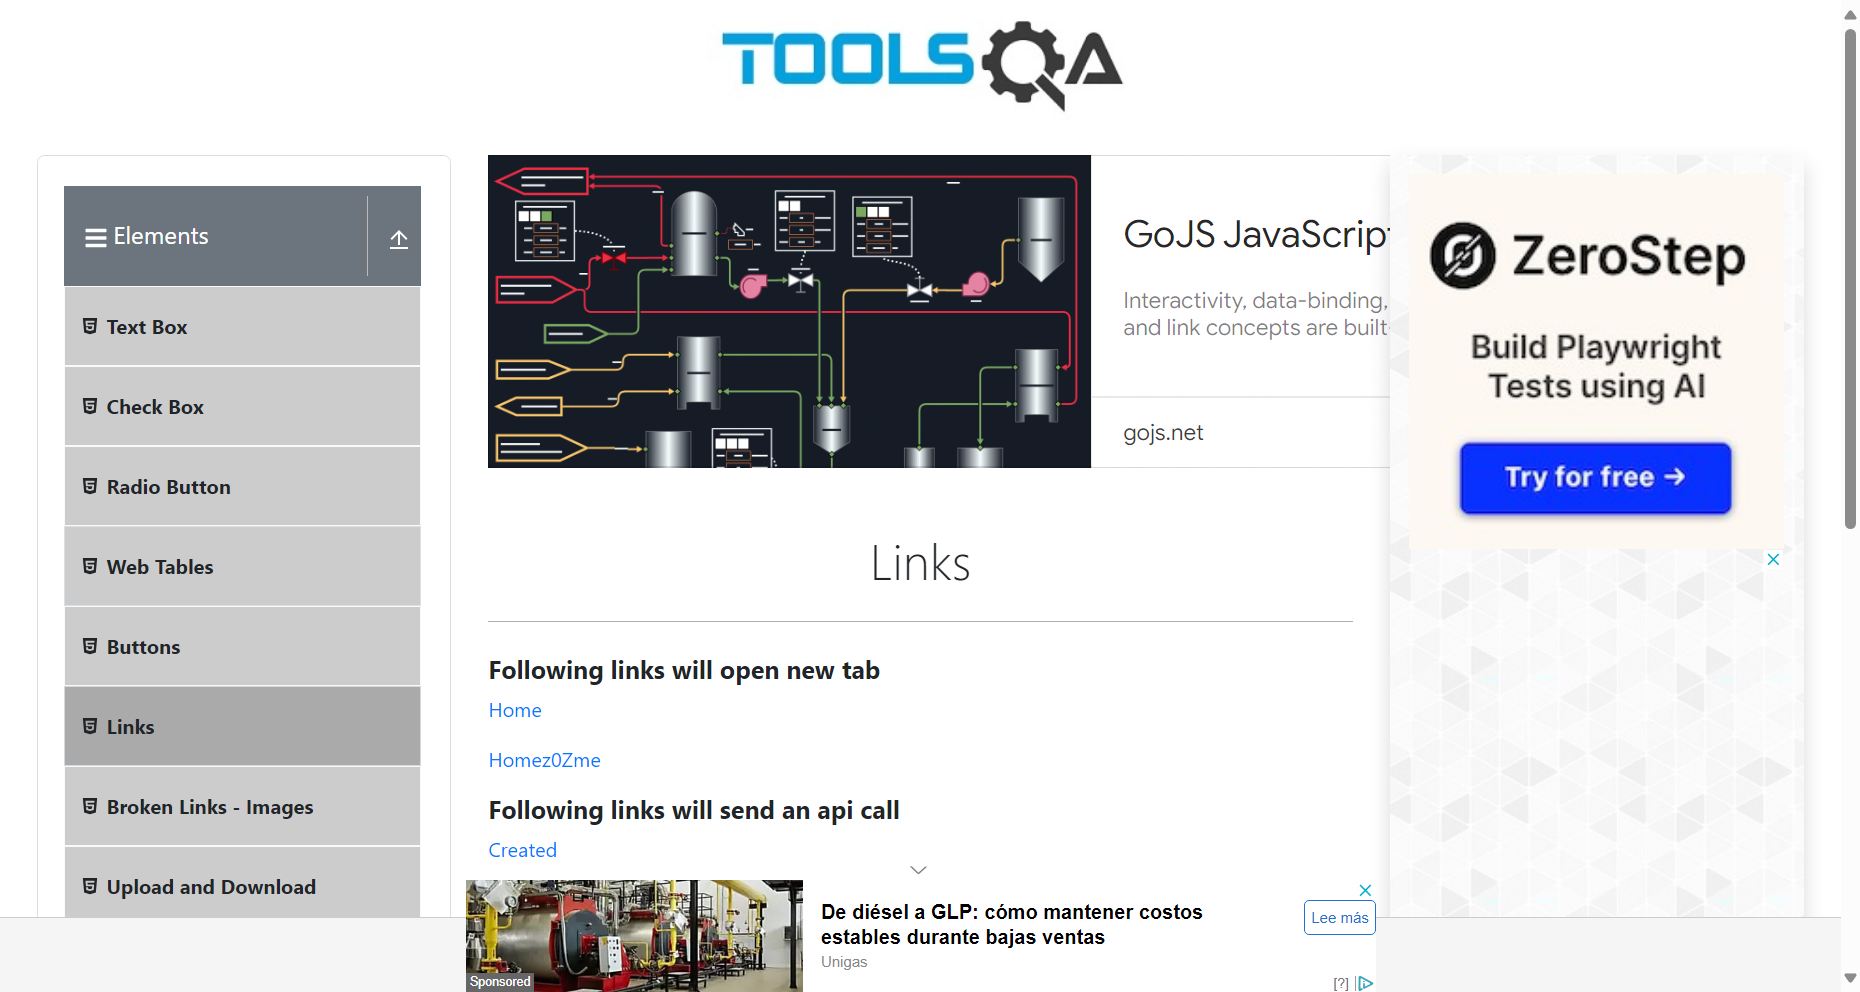 TOOLSQA
Elements
Text Box
Check Box
Radio Button
Web Tables
Buttons
Links
Broken Links - Images
Upload and Download
GoJS JavaScript
Interactivity, data-binding,
and link concepts are built-
gojs.net
ZeroStep
Build Playwright
Tests using AI
Try for free →
Links
Following links will open new tab
Home
Homez0Zme
Following links will send an api call
Created
Sponsored
De diésel a GLP: cómo mantener costos
estables durante bajas ventas
Unigas
Lee más
[?]